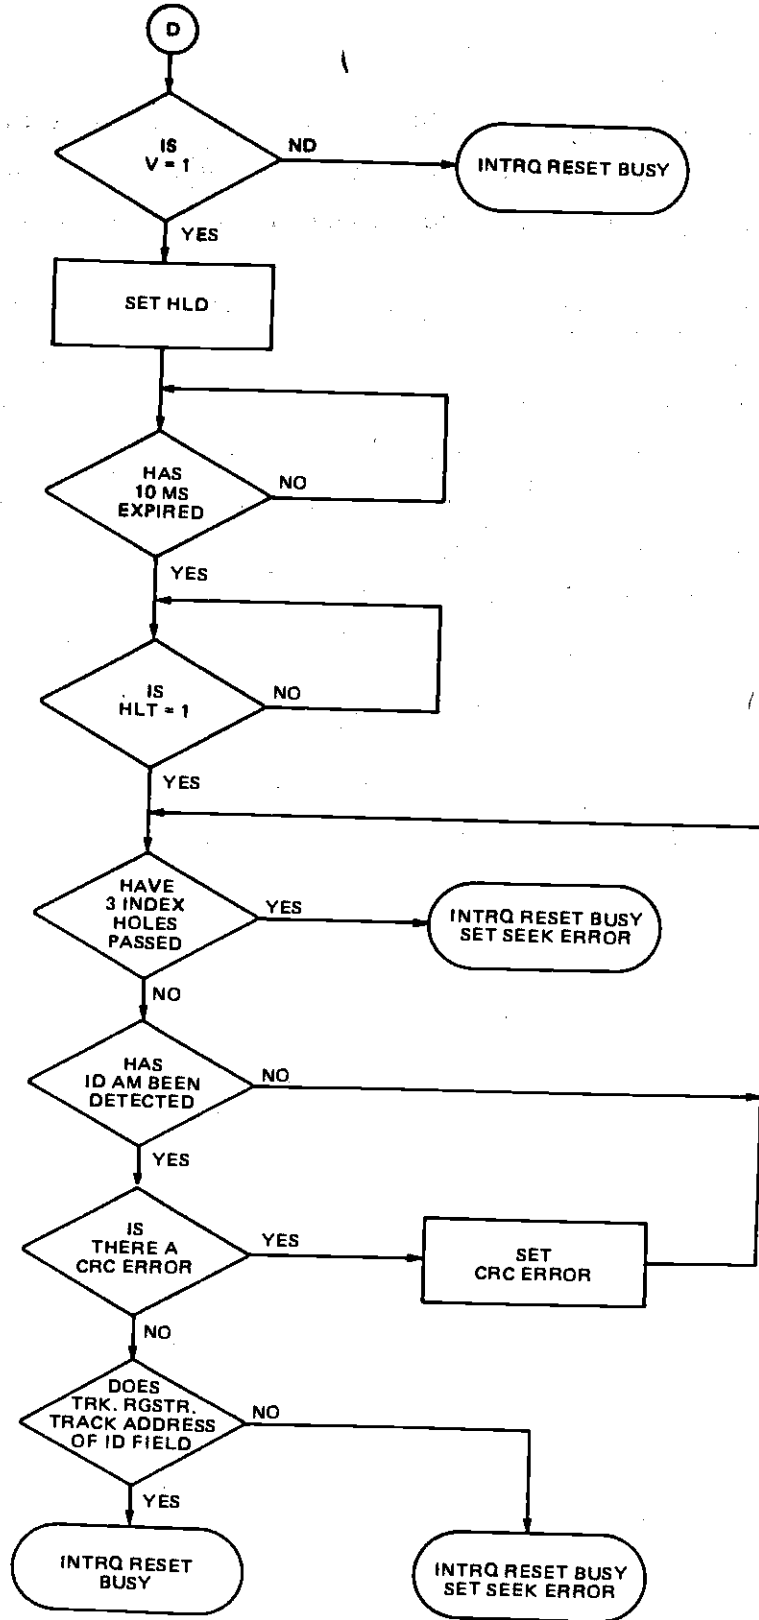 D
IS
V = 1
ND
INTRQ RESET BUSY
YES
SET HLD
HAS
10 MS
EXPIRED
NO
YES
IS
HLT = 1
NO
YES
HAVE
3 INDEX
HOLES
PASSED
YES
INTRQ RESET BUSY
SET SEEK ERROR
NO
HAS
ID AM BEEN
DETECTED
NO
YES
IS
THERE A
CRC ERROR
YES
SET
CRC ERROR
NO
DOES
TRK. RGSTR.
TRACK ADDRESS
OF ID FIELD
NO
YES
INTRQ RESET
BUSY
INTRQ RESET BUSY
SET SEEK ERROR